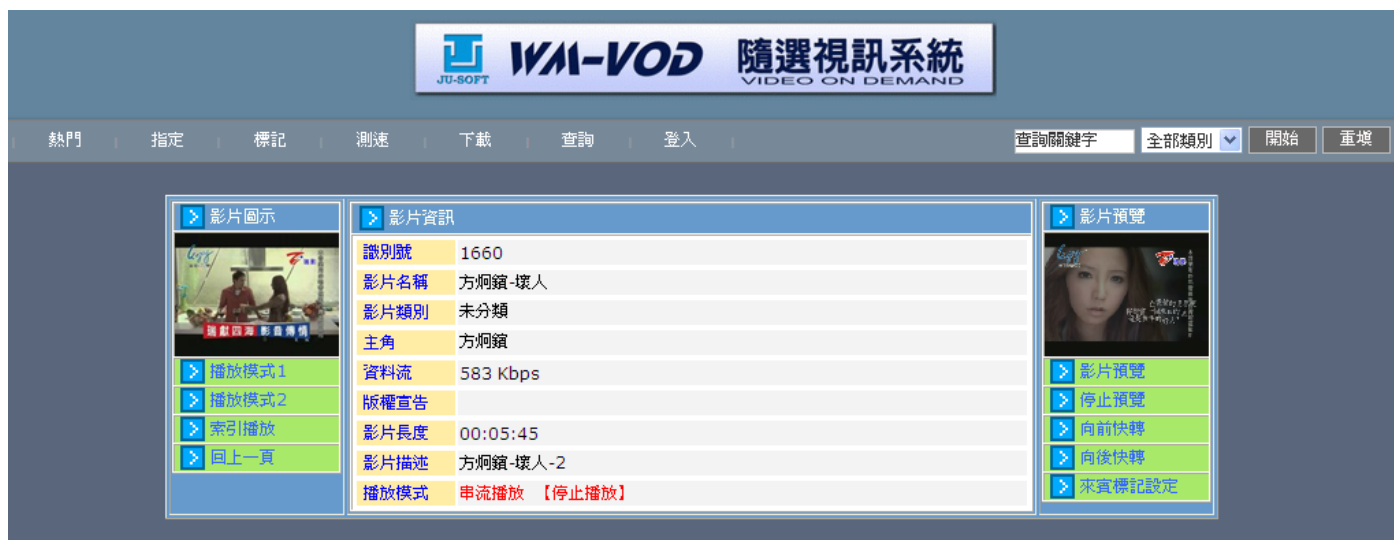 JU-SOFT
WM-VOD 隨選視訊系統
VIDEO ON DEMAND
熱門 指定 標記 測速 下載 查詢 登入 查詢關鍵字 全部類別 開始 重填
影片圖示
瑞獻四海 影音傳情
播放模式1
播放模式2
索引播放
回上一頁
影片資訊
識別號 1660
影片名稱 方炯鑌-壞人
影片類別 未分類
主角 方炯鑌
資料流 583 Kbps
版權宣告
影片長度 00:05:45
影片描述 方炯鑌-壞人-2
播放模式 串流播放 【停止播放】
影片預覽
影片預覽
停止預覽
向前快轉
向後快轉
來賓標記設定